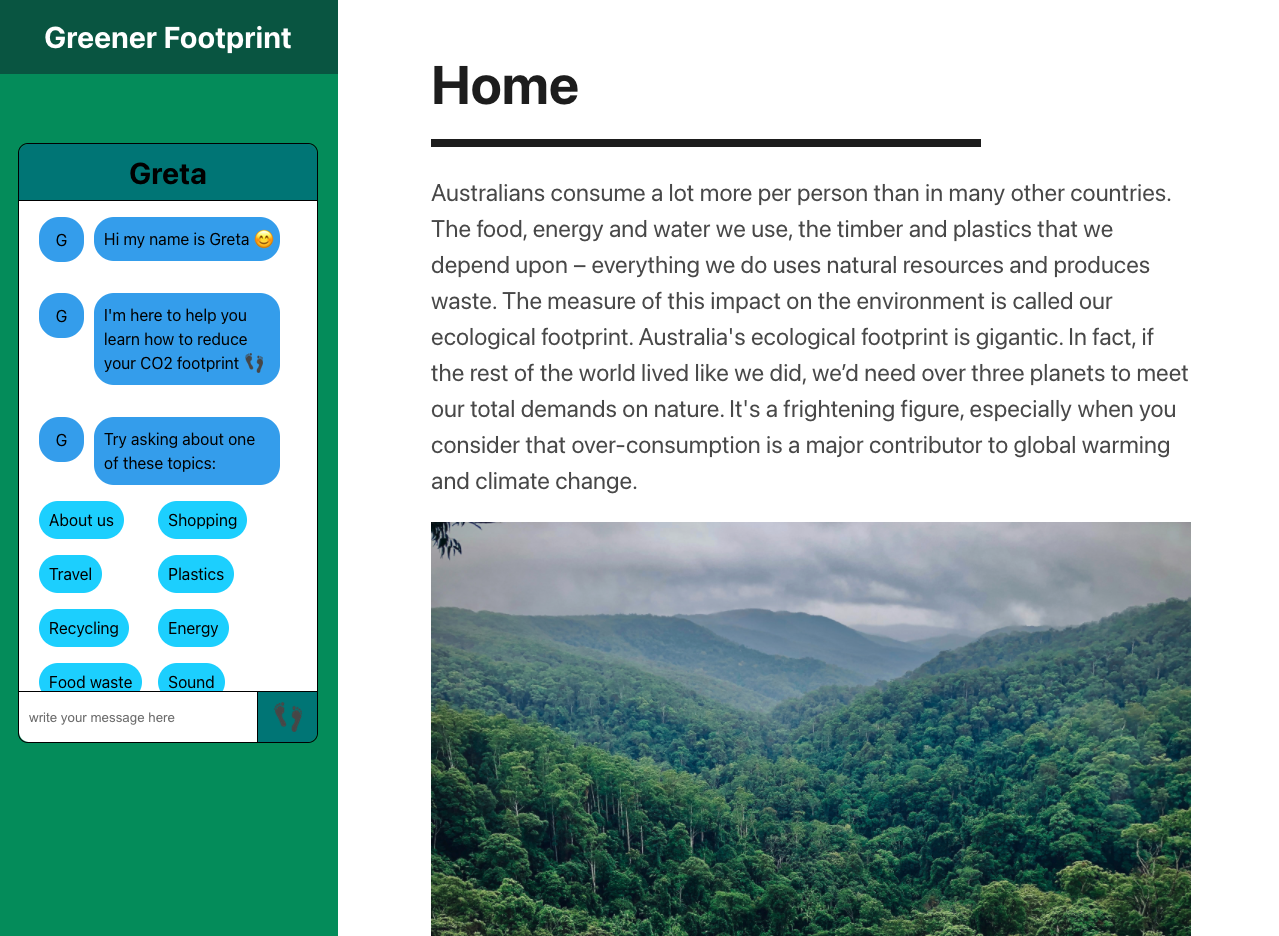 Greener Footprint
Greta
G
Hi my name is Greta 😊
G
I'm here to help you
learn how to reduce
your CO2 footprint 👣
G
Try asking about one
of these topics:
About us
Shopping
Travel
Plastics
Recycling
Energy
Food waste
Sound
write your message here
👣
Home
Australians consume a lot more per person than in many other countries.
The food, energy and water we use, the timber and plastics that we
depend upon – everything we do uses natural resources and produces
waste. The measure of this impact on the environment is called our
ecological footprint. Australia's ecological footprint is gigantic. In fact, if
the rest of the world lived like we did, we’d need over three planets to meet
our total demands on nature. It's a frightening figure, especially when you
consider that over-consumption is a major contributor to global warming
and climate change.